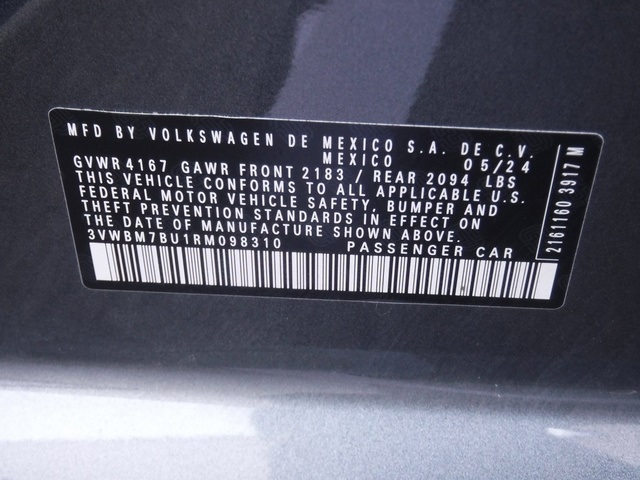 MFD BY VOLKSWAGEN DE MEXICO S.A. DE C.V.
MEXICO 05/24
GVWR 4167 GAWR FRONT 2183 / REAR 2094 LBS
THIS VEHICLE CONFORMS TO ALL APPLICABLE U.S.
FEDERAL MOTOR VEHICLE SAFETY, BUMPER AND
THEFT PREVENTION STANDARDS IN EFFECT ON
THE DATE OF MANUFACTURE SHOWN ABOVE.
3VWBM7BU1RM098310 PASSENGER CAR
2161160 3917 M